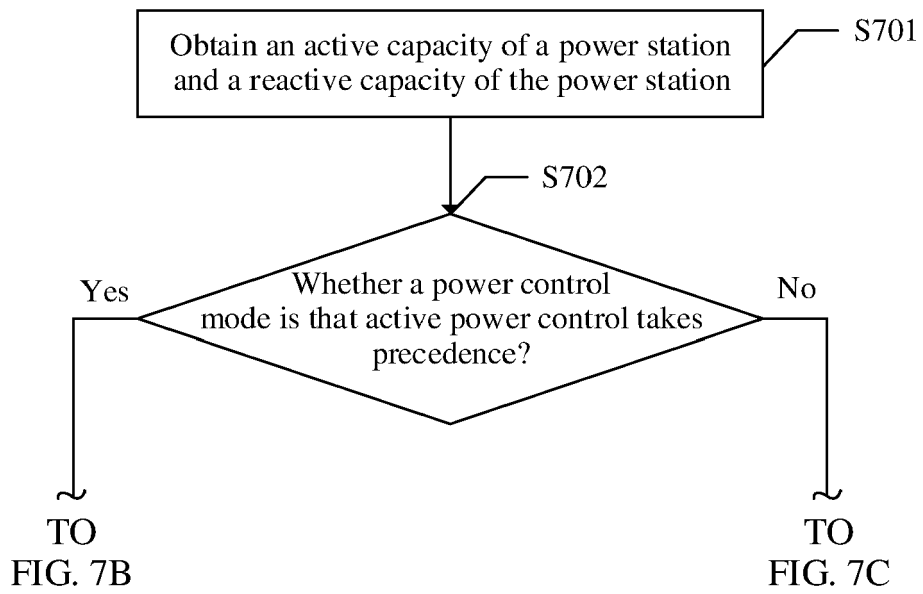 Obtain an active capacity of a power station
and a reactive capacity of the power station
S701
S702
Whether a power control
mode is that active power control takes
precedence?
Yes
No
TO
FIG. 7B
TO
FIG. 7C